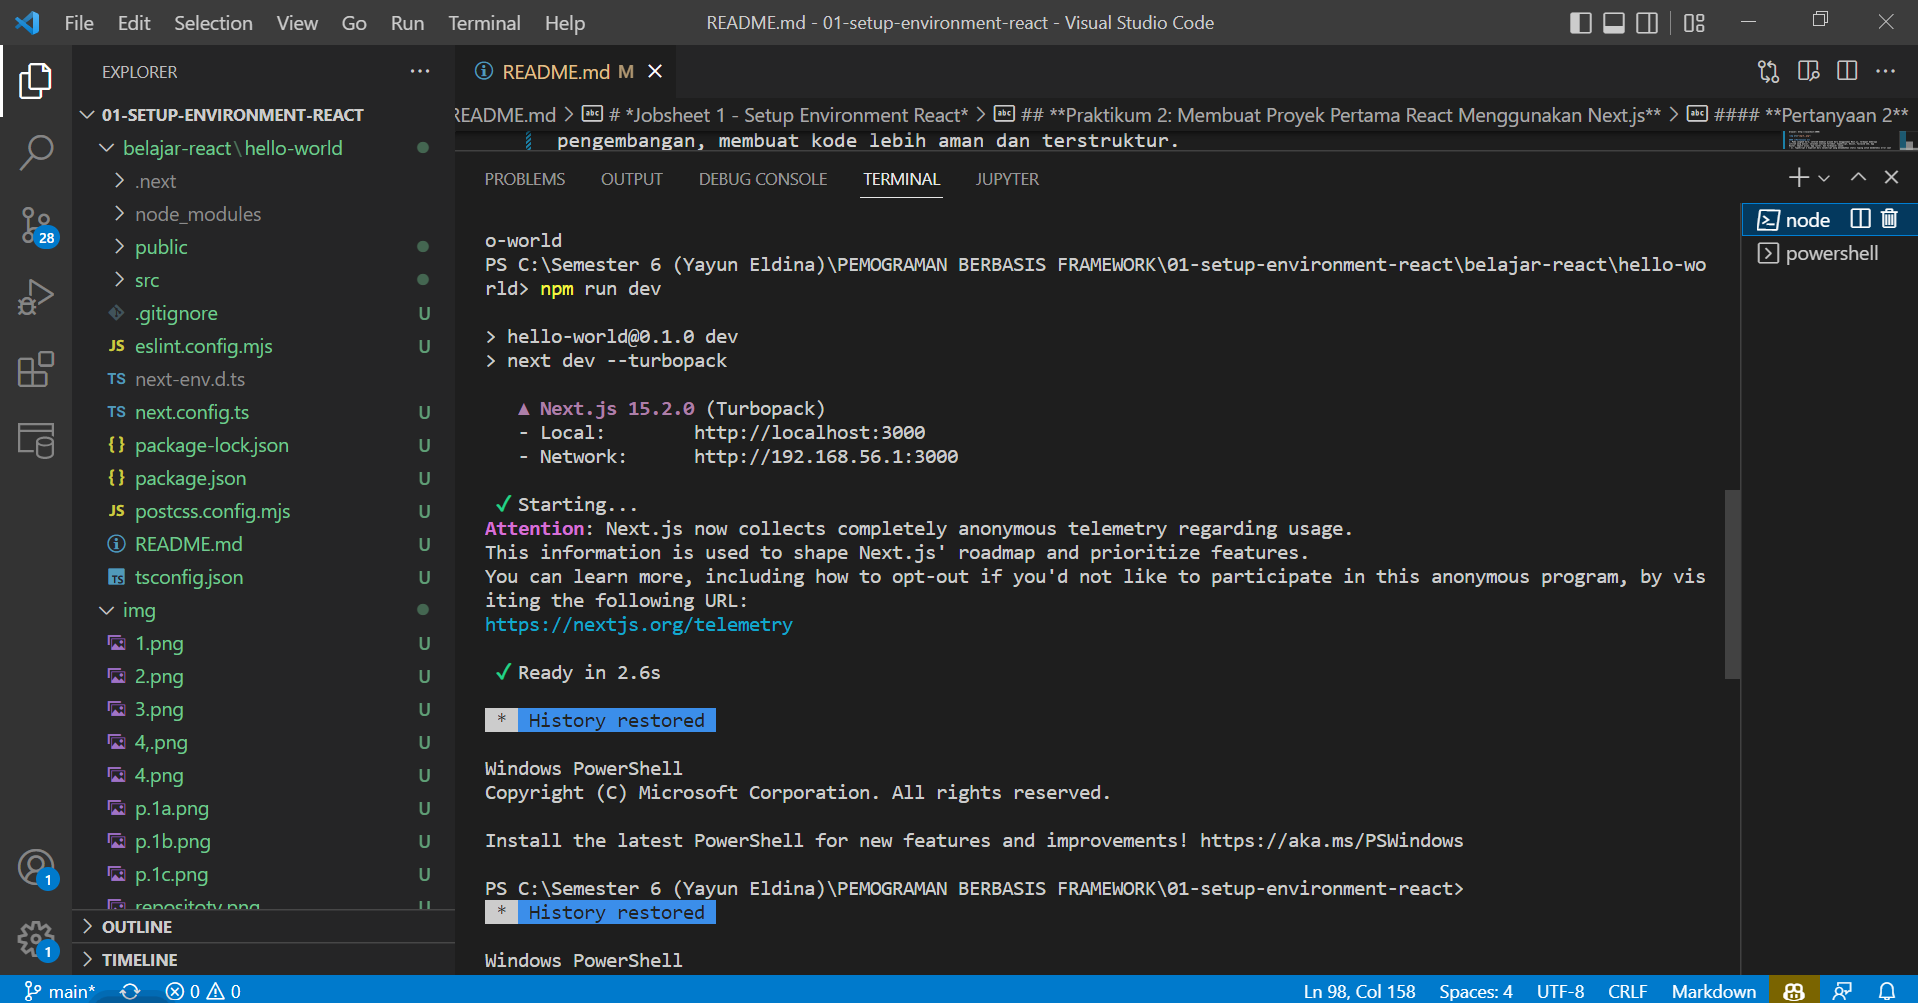 File Edit Selection View Go Run Terminal Help
README.md - 01-setup-environment-react - Visual Studio Code
EXPLORER
01-SETUP-ENVIRONMENT-REACT
belajar-react\hello-world
.next
node_modules
public
src
.gitignore U
JS eslint.config.mjs U
TS next-env.d.ts
TS next.config.ts U
{} package-lock.json U
{} package.json U
JS postcss.config.mjs U
README.md U
TS tsconfig.json U
img
1.png U
2.png U
3.png U
4,.png U
4.png U
p.1a.png U
p.1b.png U
p.1c.png U
repositoty.png U
OUTLINE
TIMELINE
28
1
1
README.md M
README.md > abc # *Jobsheet 1 - Setup Environment React* > abc ## **Praktikum 2: Membuat Proyek Pertama React Menggunakan Next.js** > abc #### **Pertanyaan 2**
pengembangan, membuat kode lebih aman dan terstruktur.
PROBLEMS OUTPUT DEBUG CONSOLE TERMINAL JUPYTER
node
powershell
o-world
PS C:\Semester 6 (Yayun Eldina)\PEMOGRAMAN BERBASIS FRAMEWORK\01-setup-environment-react\belajar-react\hello-wo
rld> npm run dev
> hello-world@0.1.0 dev
> next dev --turbopack
▲ Next.js 15.2.0 (Turbopack)
- Local: http://localhost:3000
- Network: http://192.168.56.1:3000
✓ Starting...
Attention: Next.js now collects completely anonymous telemetry regarding usage.
This information is used to shape Next.js' roadmap and prioritize features.
You can learn more, including how to opt-out if you'd not like to participate in this anonymous program, by vis
iting the following URL:
https://nextjs.org/telemetry
✓ Ready in 2.6s
* History restored
Windows PowerShell
Copyright (C) Microsoft Corporation. All rights reserved.
Install the latest PowerShell for new features and improvements! https://aka.ms/PSWindows
PS C:\Semester 6 (Yayun Eldina)\PEMOGRAMAN BERBASIS FRAMEWORK\01-setup-environment-react>
* History restored
Windows PowerShell
main* 0 0 Ln 98, Col 158 Spaces: 4 UTF-8 CRLF Markdown